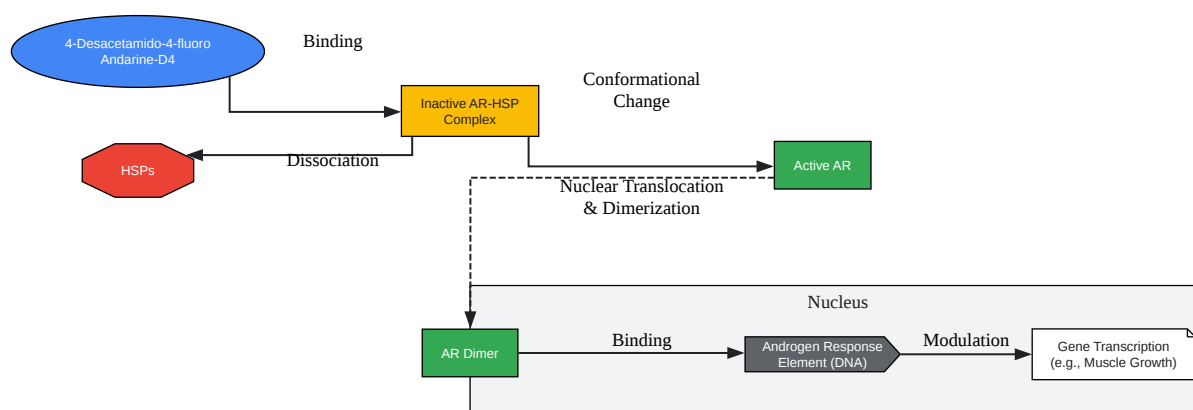 4-Desacetamido-4-fluoro
Andarine-D4
Binding
Inactive AR-HSP
Complex
Conformational
Change
HSPs
Dissociation
Active AR
Nuclear Translocation
& Dimerization
Nucleus
AR Dimer
Binding
Androgen Response
Element (DNA)
Modulation
Gene Transcription
(e.g., Muscle Growth)